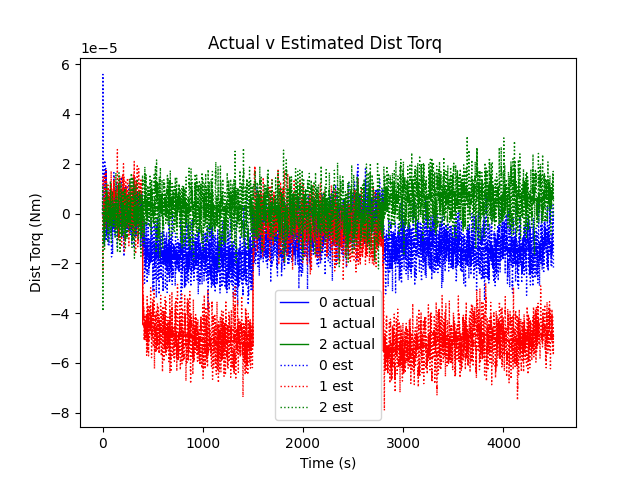 Actual v Estimated Dist Torq
1e−5
6
4
2
0
−2
−4
−6
−8
Dist Torq (Nm)
0 actual
1 actual
2 actual
0 est
1 est
2 est
0 1000 2000 3000 4000
Time (s)